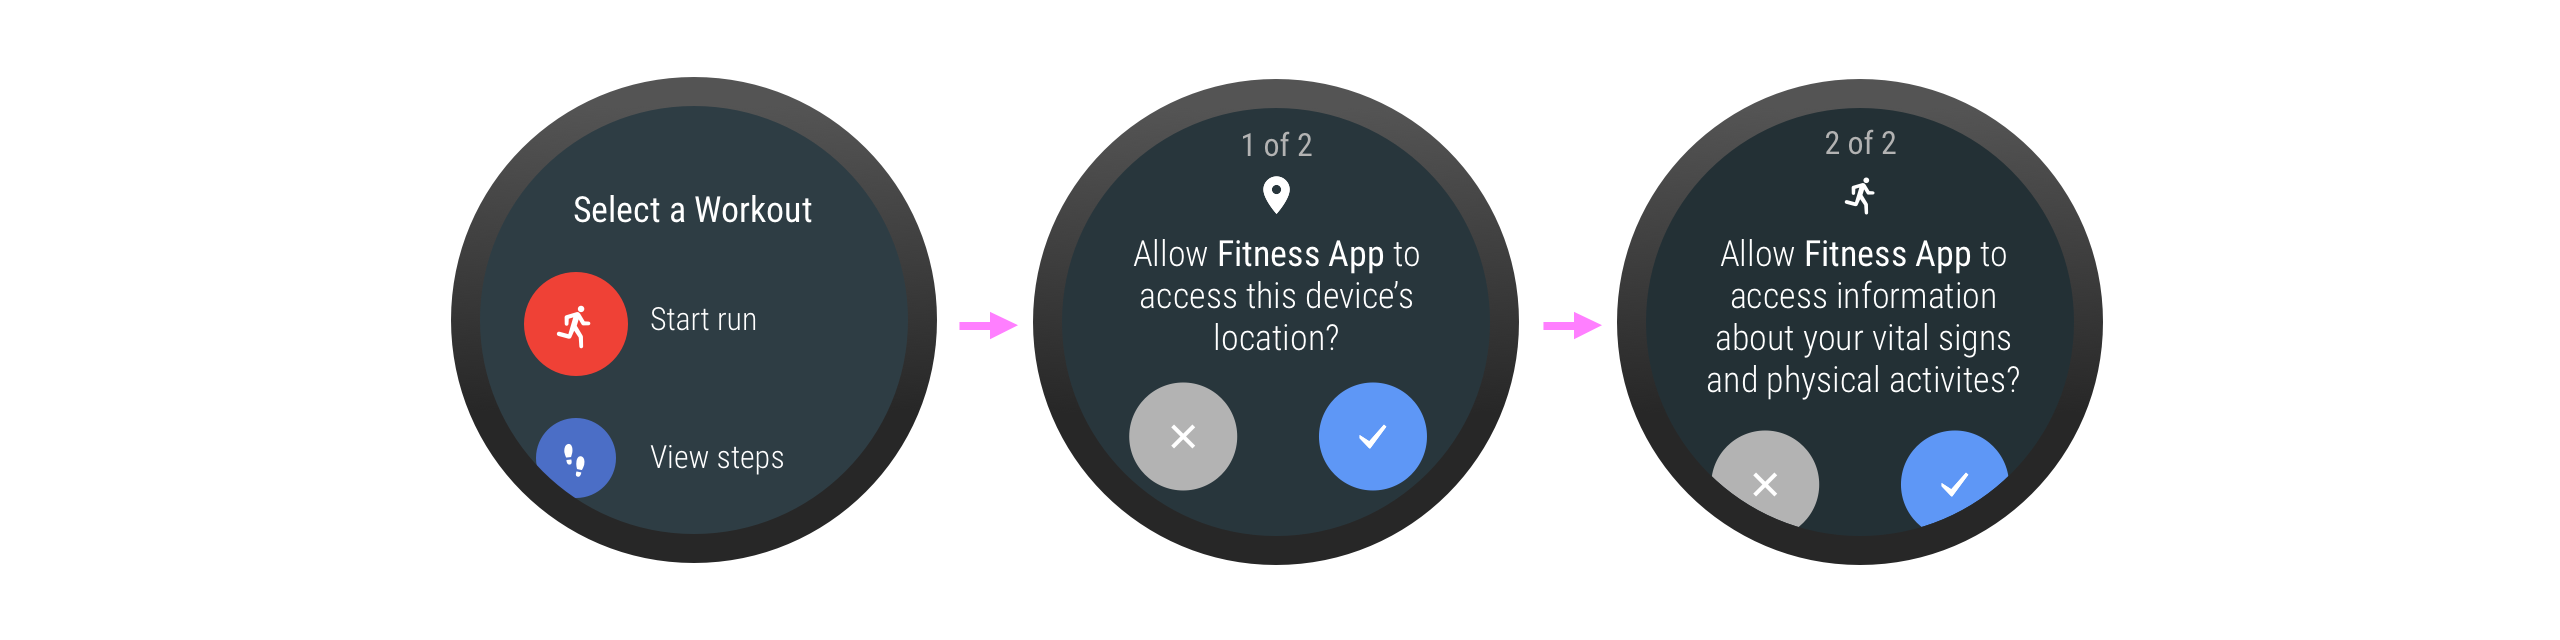 Select a Workout
Start run
View steps
1 of 2
Allow Fitness App to
access this device’s
location?
2 of 2
Allow Fitness App to
access information
about your vital signs
and physical activites?